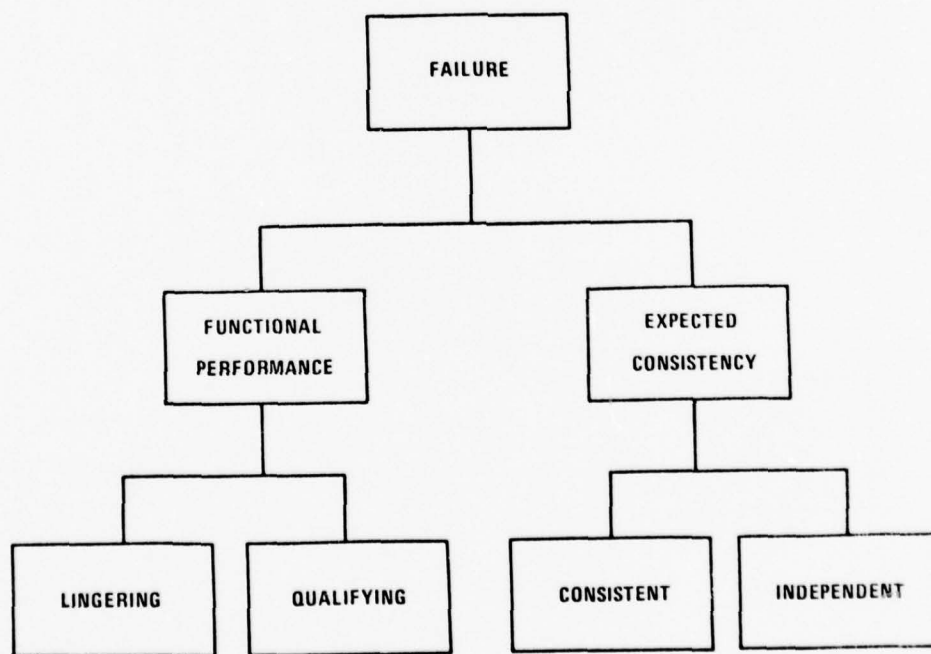 FAILURE
FUNCTIONAL
PERFORMANCE
EXPECTED
CONSISTENCY
LINGERING
QUALIFYING
CONSISTENT
INDEPENDENT